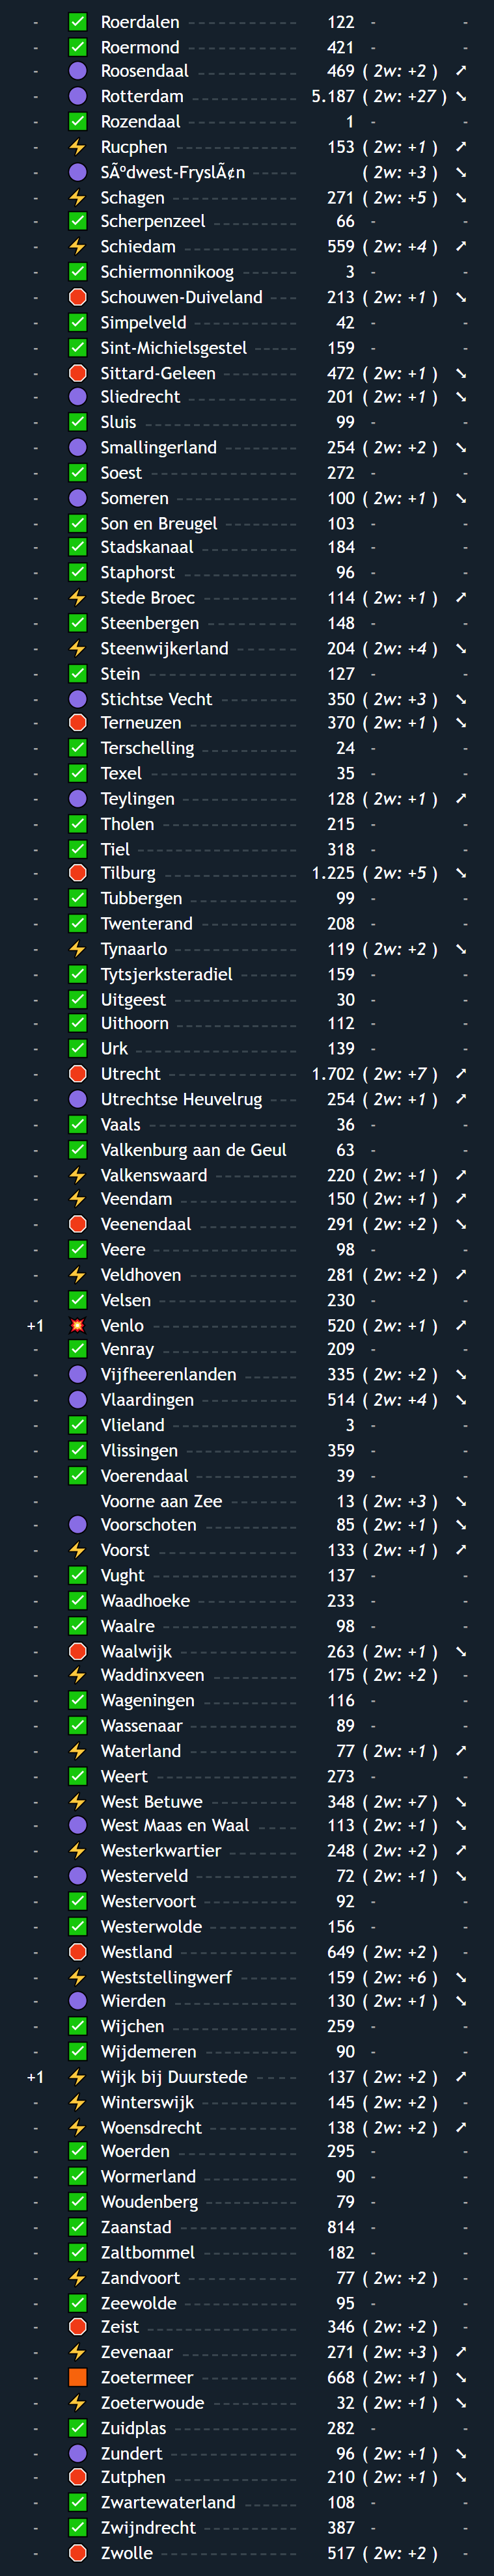 - ✅ Roerdalen ------------ 122 - -
- ✅ Roermond ------------ 421 - -
- 🟣 Roosendaal ----------- 469 ( 2w: +2 ) ➚
- 🟣 Rotterdam ----------- 5.187 ( 2w: +27 ) ➘
- ✅ Rozendaal ------------ 1 - -
- ⚡ Rucphen ------------- 153 ( 2w: +1 ) ➚
- 🟣 SÃºdwest-FryslÃ¢n ----- ( 2w: +3 ) ➘
- ⚡ Schagen ------------- 271 ( 2w: +5 ) ➘
- ✅ Scherpenzeel --------- 66 - -
- ⚡ Schiedam ------------ 559 ( 2w: +4 ) ➚
- ✅ Schiermonnikoog ------ 3 - -
- 🛑 Schouwen-Duiveland ---- 213 ( 2w: +1 ) ➘
- ✅ Simpelveld ----------- 42 - -
- ✅ Sint-Michielsgestel ----- 159 - -
- 🛑 Sittard-Geleen -------- 472 ( 2w: +1 ) ➘
- 🟣 Sliedrecht ------------ 201 ( 2w: +1 ) ➘
- ✅ Sluis ---------------- 99 - -
- 🟣 Smallingerland -------- 254 ( 2w: +2 ) ➘
- ✅ Soest ---------------- 272 - -
- 🟣 Someren ------------- 100 ( 2w: +1 ) ➘
- ✅ Son en Breugel -------- 103 - -
- ✅ Stadskanaal ---------- 184 - -
- ✅ Staphorst ------------ 96 - -
- ⚡ Stede Broec ---------- 114 ( 2w: +1 ) ➚
- ✅ Steenbergen ---------- 148 - -
- ⚡ Steenwijkerland ------- 204 ( 2w: +4 ) ➘
- ✅ Stein ---------------- 127 - -
- 🟣 Stichtse Vecht -------- 350 ( 2w: +3 ) ➘
- 🛑 Terneuzen ------------ 370 ( 2w: +1 ) ➘
- ✅ Terschelling ---------- 24 - -
- ✅ Texel ---------------- 35 - -
- 🟣 Teylingen ------------ 128 ( 2w: +1 ) ➚
- ✅ Tholen --------------- 215 - -
- ✅ Tiel ----------------- 318 - -
- 🛑 Tilburg --------------- 1.225 ( 2w: +5 ) ➘
- ✅ Tubbergen ------------ 99 - -
- ✅ Twenterand ----------- 208 - -
- ⚡ Tynaarlo ------------- 119 ( 2w: +2 ) ➘
- ✅ Tytsjerksteradiel ------ 159 - -
- ✅ Uitgeest ------------- 30 - -
- ✅ Uithoorn ------------- 112 - -
- ✅ Urk ----------------- 139 - -
- 🛑 Utrecht -------------- 1.702 ( 2w: +7 ) ➚
- 🟣 Utrechtse Heuvelrug ---- 254 ( 2w: +1 ) ➚
- ✅ Vaals ---------------- 36 - -
- ✅ Valkenburg aan de Geul 63 - -
- ⚡ Valkenswaard --------- 220 ( 2w: +1 ) ➚
- ⚡ Veendam ------------- 150 ( 2w: +1 ) ➚
- 🛑 Veenendaal ----------- 291 ( 2w: +2 ) ➘
- ✅ Veere --------------- 98 - -
- ⚡ Veldhoven ------------ 281 ( 2w: +2 ) ➚
- ✅ Velsen --------------- 230 - -
+1 💥 Venlo --------------- 520 ( 2w: +1 ) ➚
- ✅ Venray --------------- 209 - -
- 🟣 Vijfheerenlanden ------ 335 ( 2w: +2 ) ➘
- 🟣 Vlaardingen ---------- 514 ( 2w: +4 ) ➘
- ✅ Vlieland ------------- 3 - -
- ✅ Vlissingen ------------ 359 - -
- ✅ Voerendaal ----------- 39 - -
- Voorne aan Zee ------- 13 ( 2w: +3 ) ➘
- 🟣 Voorschoten ---------- 85 ( 2w: +1 ) ➘
- ⚡ Voorst --------------- 133 ( 2w: +1 ) ➚
- ✅ Vught --------------- 137 - -
- ✅ Waadhoeke ----------- 233 - -
- ✅ Waalre --------------- 98 - -
- 🛑 Waalwijk ------------- 263 ( 2w: +1 ) ➘
- ⚡ Waddinxveen ---------- 175 ( 2w: +2 ) -
- ✅ Wageningen ----------- 116 - -
- ✅ Wassenaar ------------ 89 - -
- ⚡ Waterland ------------ 77 ( 2w: +1 ) ➚
- ✅ Weert --------------- 273 - -
- ⚡ West Betuwe ---------- 348 ( 2w: +7 ) ➘
- 🟣 West Maas en Waal ----- 113 ( 2w: +1 ) ➘
- ⚡ Westerkwartier -------- 248 ( 2w: +2 ) ➚
- 🟣 Westerveld ----------- 72 ( 2w: +1 ) ➘
- ✅ Westervoort ---------- 92 - -
- ✅ Westerwolde ---------- 156 - -
- 🛑 Westland ------------- 649 ( 2w: +2 ) -
- ⚡ Weststellingwerf ------- 159 ( 2w: +6 ) ➘
- 🟣 Wierden ------------- 130 ( 2w: +1 ) ➘
- ✅ Wijchen -------------- 259 - -
- ✅ Wijdemeren ----------- 90 - -
+1 ⚡ Wijk bij Duurstede ----- 137 ( 2w: +2 ) ➚
- ⚡ Winterswijk ----------- 145 ( 2w: +2 ) -
- ⚡ Woensdrecht ---------- 138 ( 2w: +2 ) ➚
- ✅ Woerden ------------- 295 - -
- ✅ Wormerland ----------- 90 - -
- ✅ Woudenberg ---------- 79 - -
- ✅ Zaanstad ------------- 814 - -
- ✅ Zaltbommel ---------- 182 - -
- ⚡ Zandvoort ------------ 77 ( 2w: +2 ) -
- ✅ Zeewolde ------------ 95 - -
- 🛑 Zeist ---------------- 346 ( 2w: +2 ) -
- ⚡ Zevenaar ------------- 271 ( 2w: +3 ) ➚
- 🟧 Zoetermeer ----------- 668 ( 2w: +1 ) ➘
- ⚡ Zoeterwoude ---------- 32 ( 2w: +1 ) ➘
- ✅ Zuidplas ------------- 282 - -
- 🟣 Zundert -------------- 96 ( 2w: +1 ) ➘
- 🛑 Zutphen ------------- 210 ( 2w: +1 ) ➘
- ✅ Zwartewaterland ------ 108 - -
- ✅ Zwijndrecht ---------- 387 - -
- 🛑 Zwolle --------------- 517 ( 2w: +2 ) -